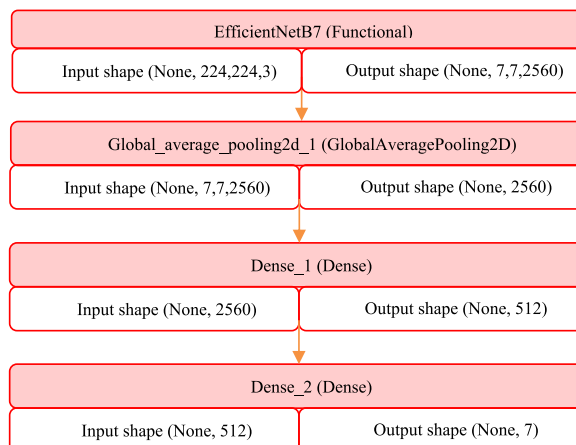 EfficientNetB7 (Functional)
Input shape (None, 224,224,3) Output shape (None, 7,7,2560)
Global_average_pooling2d_1 (GlobalAveragePooling2D)
Input shape (None, 7,7,2560) Output shape (None, 2560)
Dense_1 (Dense)
Input shape (None, 2560) Output shape (None, 512)
Dense_2 (Dense)
Input shape (None, 512) Output shape (None, 7)